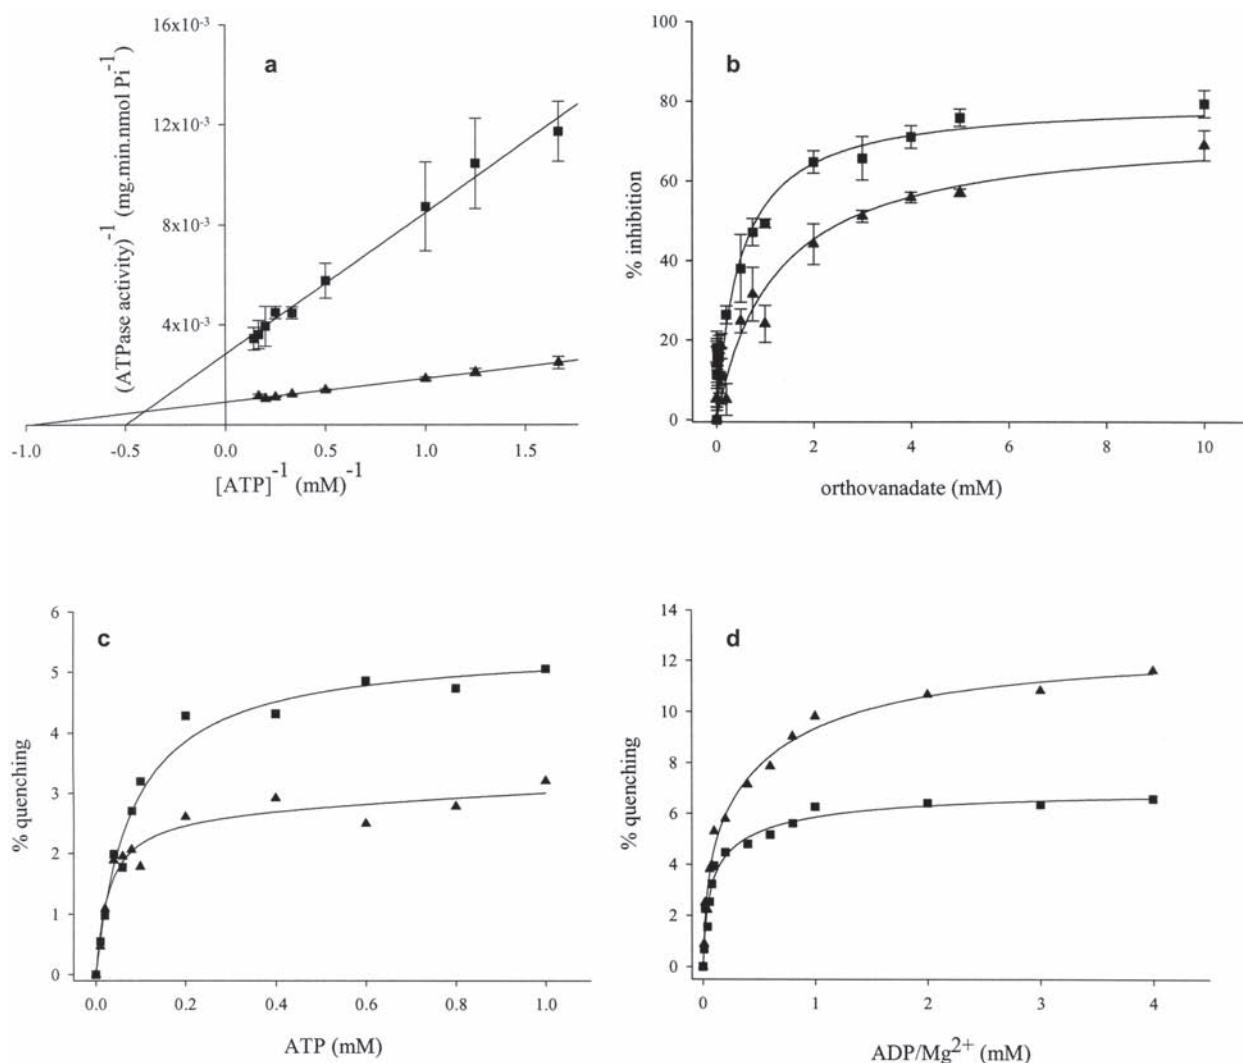 a
(ATPase activity)⁻¹ (mg.min.nmol Pi)⁻¹
16x10⁻³
12x10⁻³
8x10⁻³
4x10⁻³
-1.0 -0.5 0.0 0.5 1.0 1.5
[ATP]⁻¹ (mM)⁻¹
b
% inhibition
100
80
60
40
20
0
0 2 4 6 8 10
orthovanadate (mM)
c
% quenching
6
5
4
3
2
1
0
0.0 0.2 0.4 0.6 0.8 1.0
ATP (mM)
d
% quenching
14
12
10
8
6
4
2
0
0 1 2 3 4
ADP/Mg²⁺ (mM)